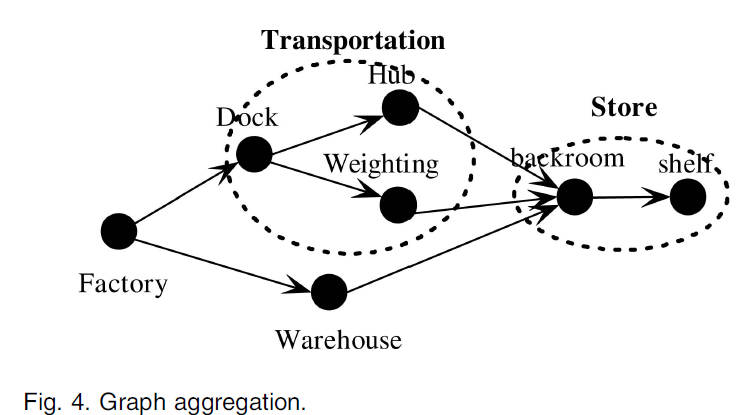 Transportation
Hub
Dock
Store
Weighting
backroom
shelf
Factory
Warehouse
Fig. 4. Graph aggregation.